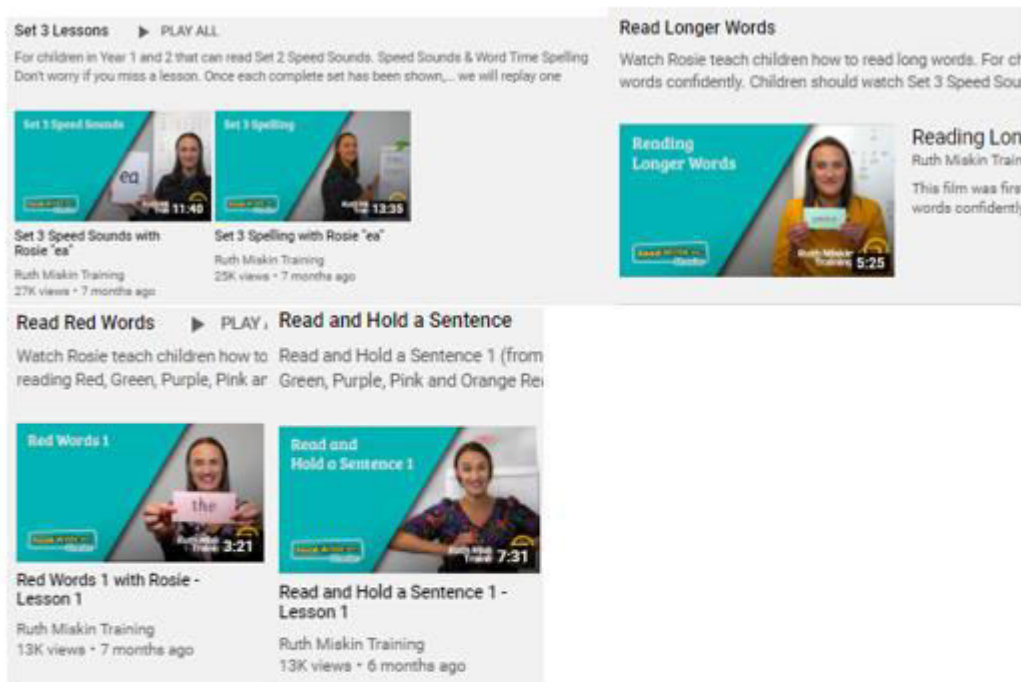 Set 3 Lessons ▶ PLAY ALL
For children in Year 1 and 2 that can read Set 2 Speed Sounds. Speed Sounds & Word Time Spelling
Don't worry if you miss a lesson. Once each complete set has been shown,... we will replay one
Set 3 Speed Sounds
ea
11:40
Set 3 Spelling
13:35
Set 3 Speed Sounds with
Rosie "ea"
Ruth Miskin Training
27K views • 7 months ago
Set 3 Spelling with Rosie "ea"
Ruth Miskin Training
25K views • 7 months ago
Read Longer Words
Watch Rosie teach children how to read long words. For ch
words confidently. Children should watch Set 3 Speed Sou
Reading
Longer Words
Ruth Miskin
Training
5:25
Reading Lon
Ruth Miskin Train
This film was firs
words confidently
Read Red Words ▶ PLAY
Watch Rosie teach children how to
reading Red, Green, Purple, Pink ar
Red Words 1
the
3:21
Red Words 1 with Rosie -
Lesson 1
Ruth Miskin Training
13K views • 7 months ago
Read and Hold a Sentence
Read and Hold a Sentence 1 (from
Green, Purple, Pink and Orange Re
Read and
Hold a Sentence 1
7:31
Read and Hold a Sentence 1 -
Lesson 1
Ruth Miskin Training
13K views • 6 months ago